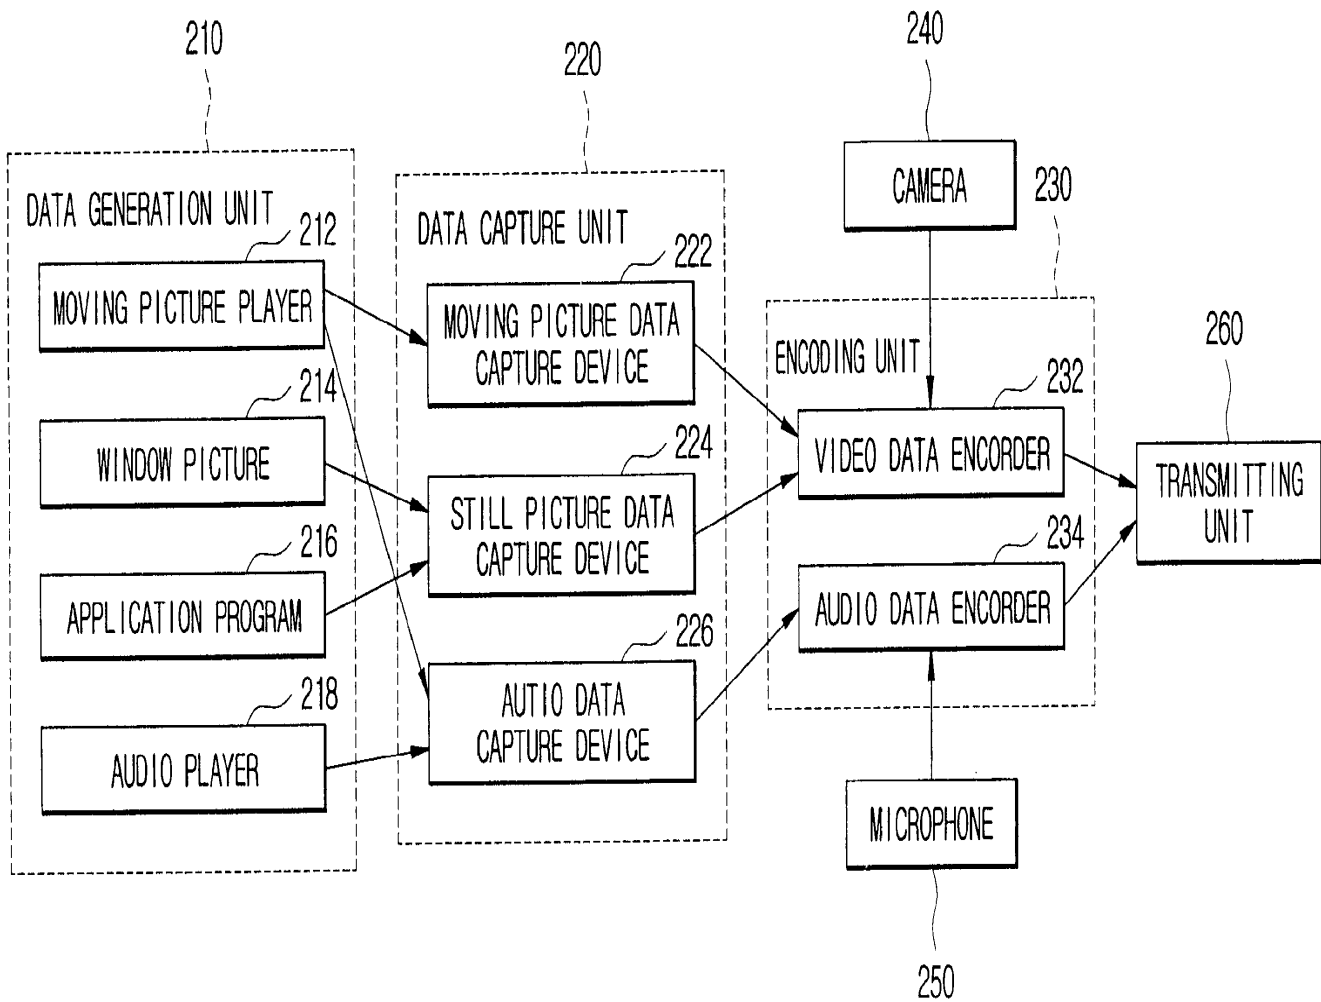 210
220
240
230
260
DATA GENERATION UNIT
212
MOVING PICTURE PLAYER
214
WINDOW PICTURE
216
APPLICATION PROGRAM
218
AUDIO PLAYER
DATA CAPTURE UNIT
222
MOVING PICTURE DATA
CAPTURE DEVICE
224
STILL PICTURE DATA
CAPTURE DEVICE
226
AUTIO DATA
CAPTURE DEVICE
CAMERA
ENCODING UNIT
232
VIDEO DATA ENCORDER
234
AUDIO DATA ENCORDER
MICROPHONE
250
TRANSMITTING
UNIT